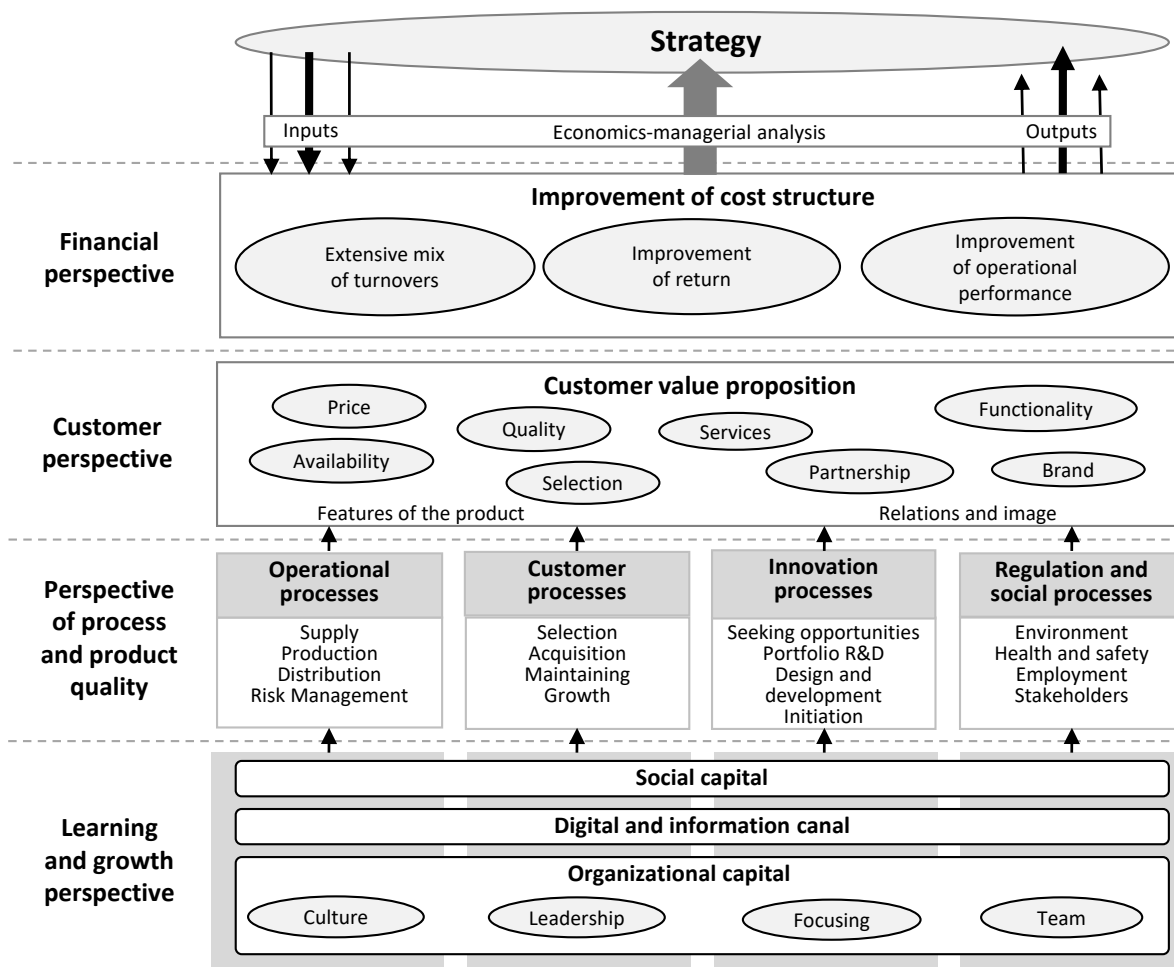 Strategy
Inputs
Economics-managerial analysis
Outputs
Financial
perspective
Improvement of cost structure
Extensive mix
of turnovers
Improvement
of return
Improvement
of operational
performance
Customer
perspective
Customer value proposition
Price
Availability
Quality
Selection
Services
Partnership
Functionality
Brand
Features of the product
Relations and image
Perspective
of process
and product
quality
Operational
processes
Supply
Production
Distribution
Risk Management
Customer
processes
Selection
Acquisition
Maintaining
Growth
Innovation
processes
Seeking opportunities
Portfolio R&D
Design and
development
Initiation
Regulation and
social processes
Environment
Health and safety
Employment
Stakeholders
Learning
and growth
perspective
Social capital
Digital and information canal
Organizational capital
Culture
Leadership
Focusing
Team